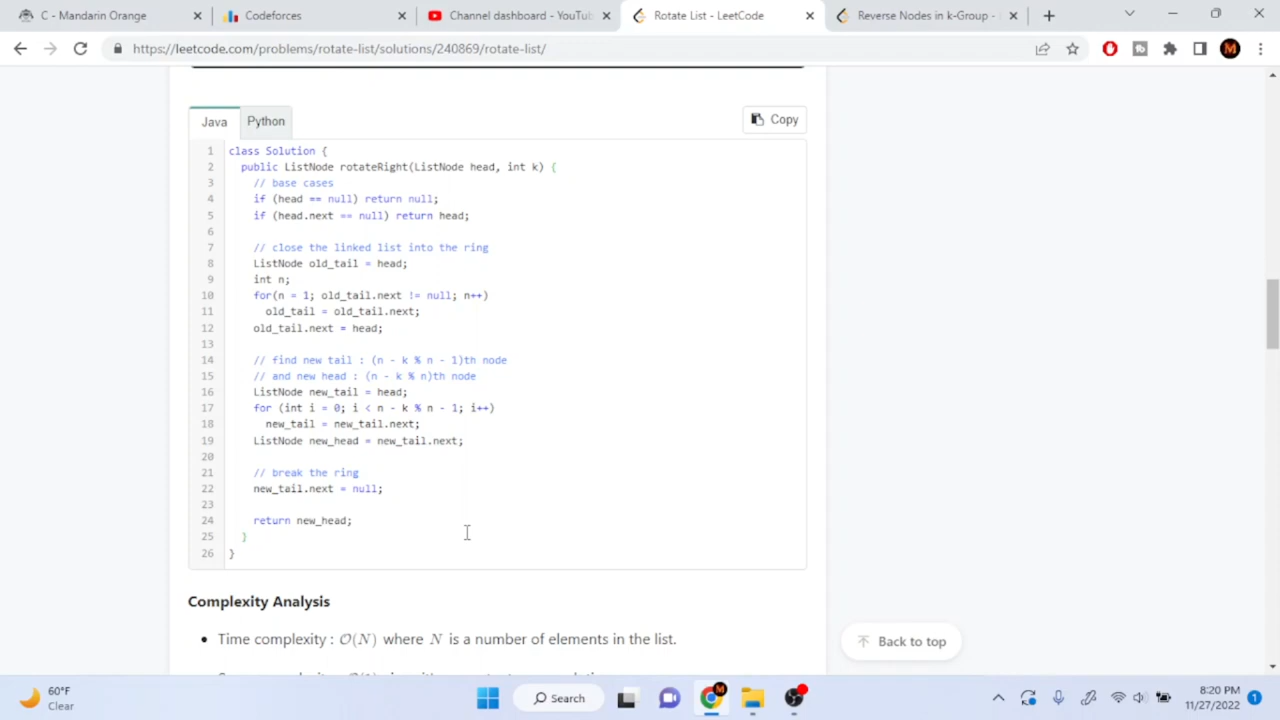 C - Mandarin Orange
Codeforces
Channel dashboard - YouTub
Rotate List - LeetCode
Reverse Nodes in k-Group -
https://leetcode.com/problems/rotate-list/solutions/240869/rotate-list/
M
Java
Python
Copy
1 class Solution {
2 public ListNode rotateRight(ListNode head, int k) {
3 // base cases
4 if (head == null) return null;
5 if (head.next == null) return head;
6
7 // close the linked list into the ring
8 ListNode old_tail = head;
9 int n;
10 for(n = 1; old_tail.next != null; n++)
11 old_tail = old_tail.next;
12 old_tail.next = head;
13
14 // find new tail : (n - k % n - 1)th node
15 // and new head : (n - k % n)th node
16 ListNode new_tail = head;
17 for (int i = 0; i < n - k % n - 1; i++)
18 new_tail = new_tail.next;
19 ListNode new_head = new_tail.next;
20
21 // break the ring
22 new_tail.next = null;
23
24 return new_head;
25 }
26 }
Complexity Analysis
• Time complexity : O(N) where N is a number of elements in the list.
Back to top
60°F
Clear
Search
M
8:20 PM
11/27/2022
1